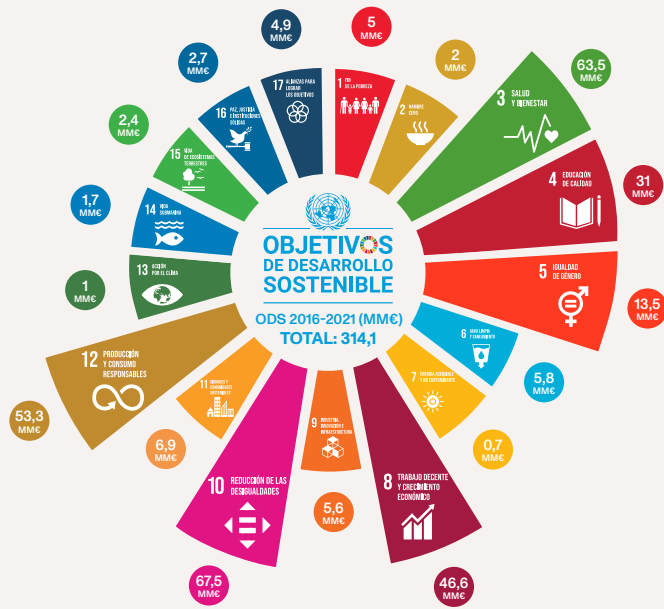 5
MM€
1 FIN
DE LA POBREZA
2
MM€
2 HAMBRE
CERO
63,5
MM€
3 SALUD
Y BIENESTAR
31
MM€
4 EDUCACIÓN
DE CALIDAD
13,5
MM€
5 IGUALDAD
DE GÉNERO
5,8
MM€
6 AGUA LIMPIA
Y SANEAMIENTO
0,7
MM€
7 ENERGÍA ASEQUIBLE
Y NO CONTAMINANTE
46,6
MM€
8 TRABAJO DECENTE
Y CRECIMIENTO
ECONÓMICO
5,6
MM€
9 INDUSTRIA,
INNOVACIÓN E
INFRAESTRUCTURA
67,5
MM€
10 REDUCCIÓN DE LAS
DESIGUALDADES
6,9
MM€
11 CIUDADES Y
COMUNIDADES
SOSTENIBLES
53,3
MM€
12 PRODUCCIÓN
Y CONSUMO
RESPONSABLES
1
MM€
13 ACCIÓN
POR EL CLIMA
1,7
MM€
14 VIDA
SUBMARINA
2,4
MM€
15 VIDA
DE ECOSISTEMAS
TERRESTRES
2,7
MM€
16 PAZ, JUSTICIA
E INSTITUCIONES
SÓLIDAS
4,9
MM€
17 ALIANZAS PARA
LOGRAR
LOS OBJETIVOS
OBJETIVOS
DE DESARROLLO
SOSTENIBLE
ODS 2016-2021 (MM€)
TOTAL: 314,1